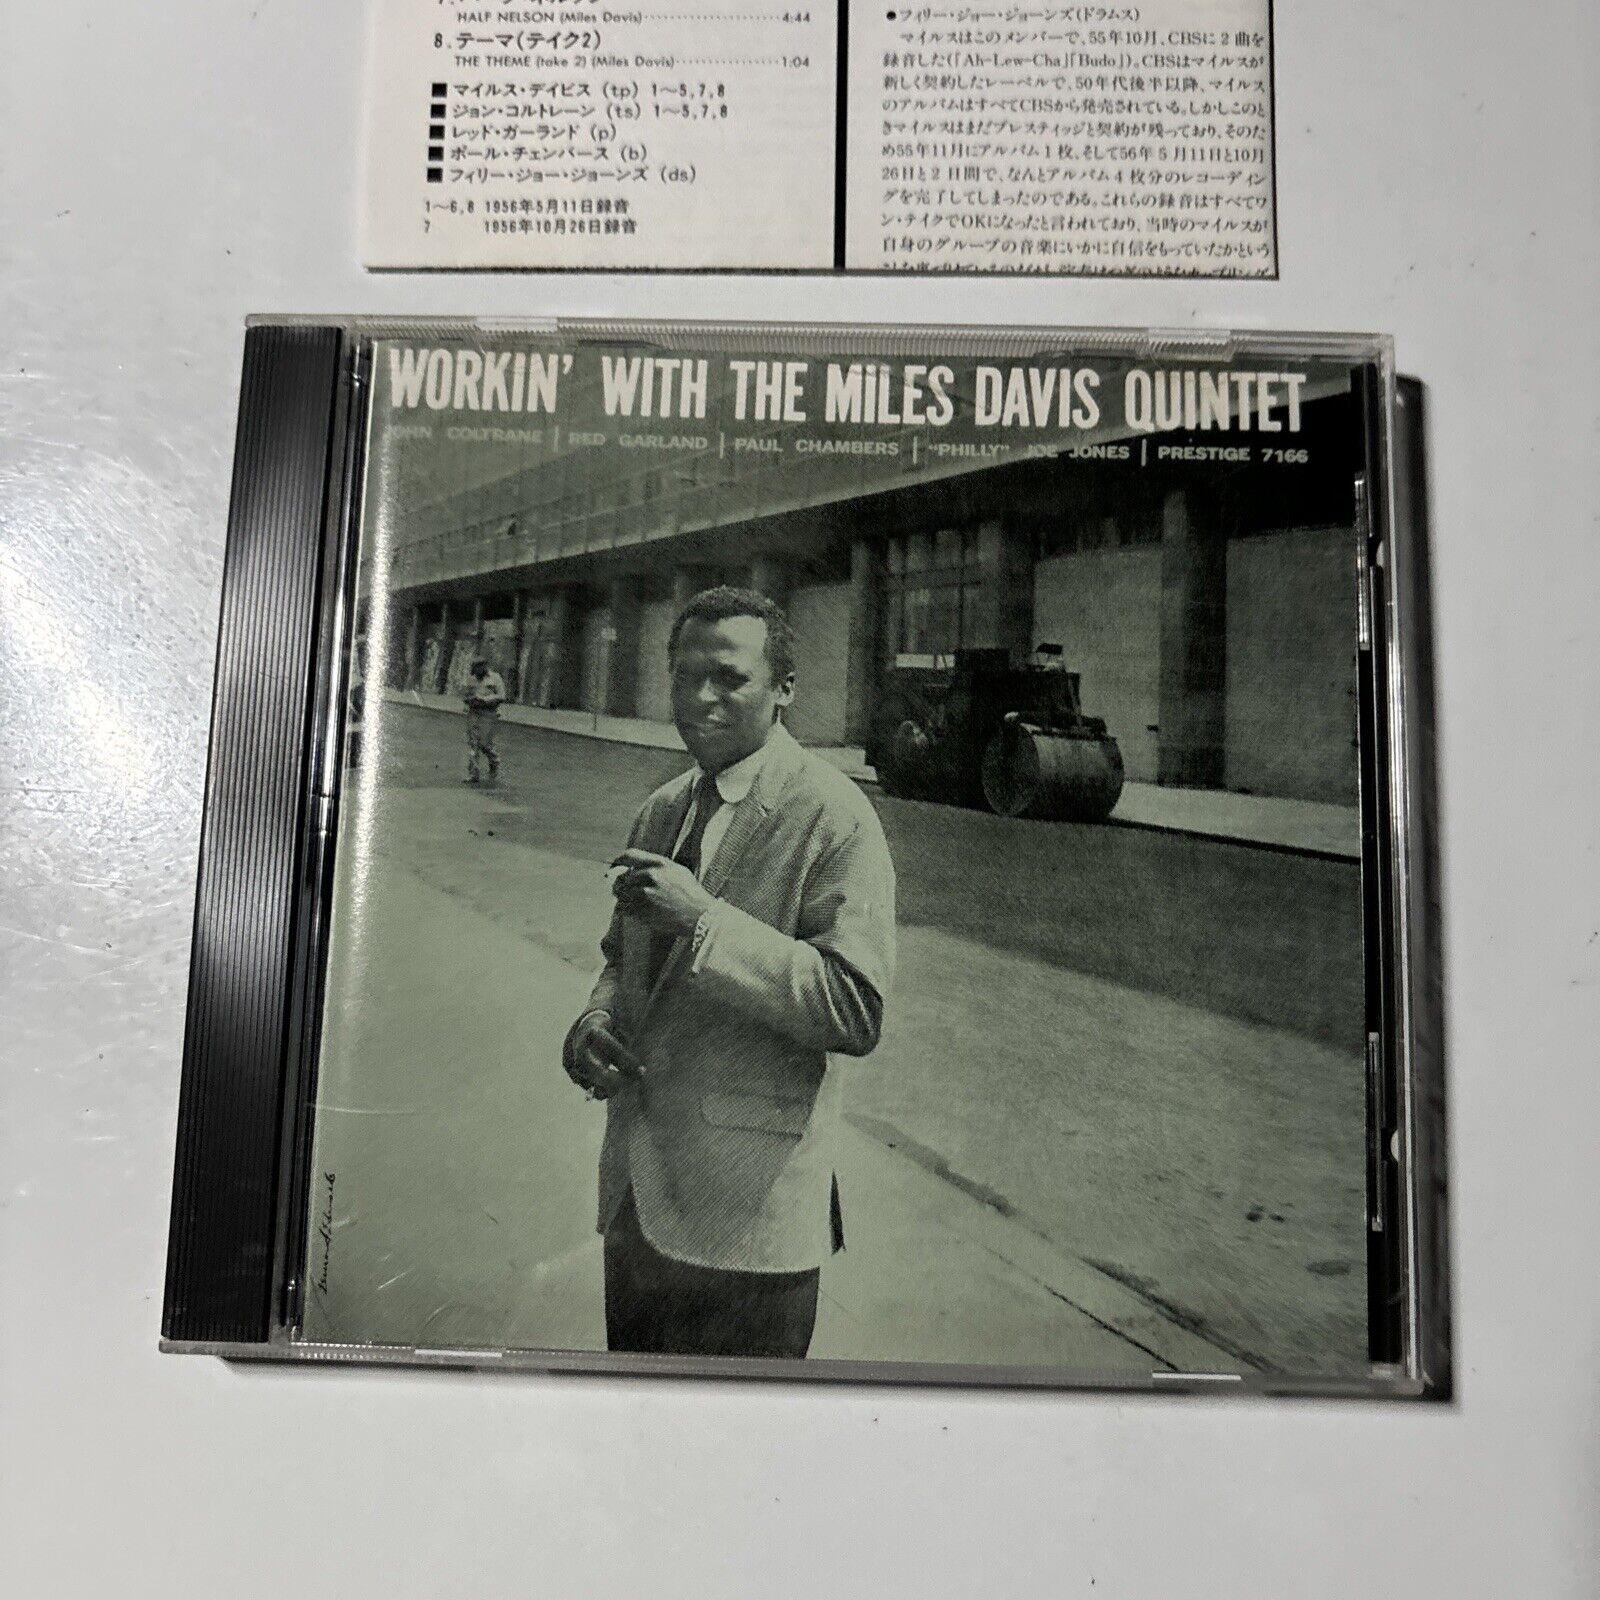 HALF NELSON (Miles Davis)··················4:44
8. テーマ(テイク2)
THE THEME (take 2) (Miles Davis)··················1:04
■ マイルス・デイビス (tp) 1〜5,7,8
■ ジョン・コルトレーン (ts) 1〜5,7,8
■ レッド・ガーランド (p)
■ ポール・チェンバース (b)
■ フィリー・ジョー・ジョーンズ (ds)
1〜6,8 1956年5月11日録音
7 1956年10月26日録音
●フィリー・ジョー・ジョーンズ(ドラムス)
マイルスはこのメンバーで、55年10月、CBSに2曲を
録音した(「Ah-Lew-Cha」「Budo」)。CBSはマイルスが
新しく契約したレーベルで、50年代後半以降、マイルス
のアルバムはすべてCBSから発売されている。しかしこのと
きマイルスはまだプレスティッジと契約が残っており、そのた
め55年11月にアルバム1枚、そして56年5月11日と10月
26日と2日間で、なんとアルバム4枚分のレコーディン
グを完了してしまったのである。これらの録音はすべてワ
ン・テイクでOKになったと言われており、当時のマイルスが
自身のグループの音楽にいかに自信をもっていたかという
WORKIN' WITH THE MILES DAVIS QUINTET
JOHN COLTRANE | RED GARLAND | PAUL CHAMBERS | "PHILLY" JOE JONES | PRESTIGE 7166